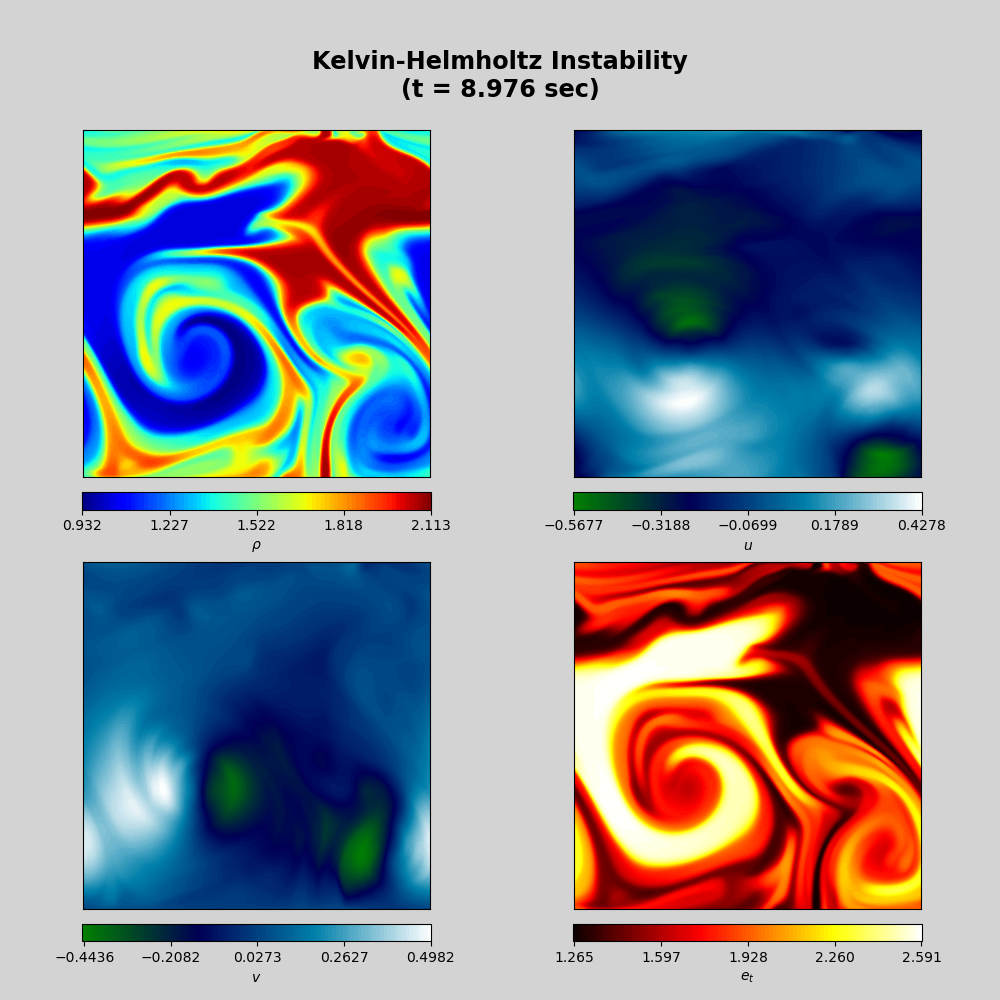 Kelvin-Helmholtz Instability
(t = 8.976 sec)
0.932 1.227 1.522 1.818 2.113
ρ
−0.5677 −0.3188 −0.0699 0.1789 0.4278
u
−0.4436 −0.2082 0.0273 0.2627 0.4982
v
1.265 1.597 1.928 2.260 2.591
e_t